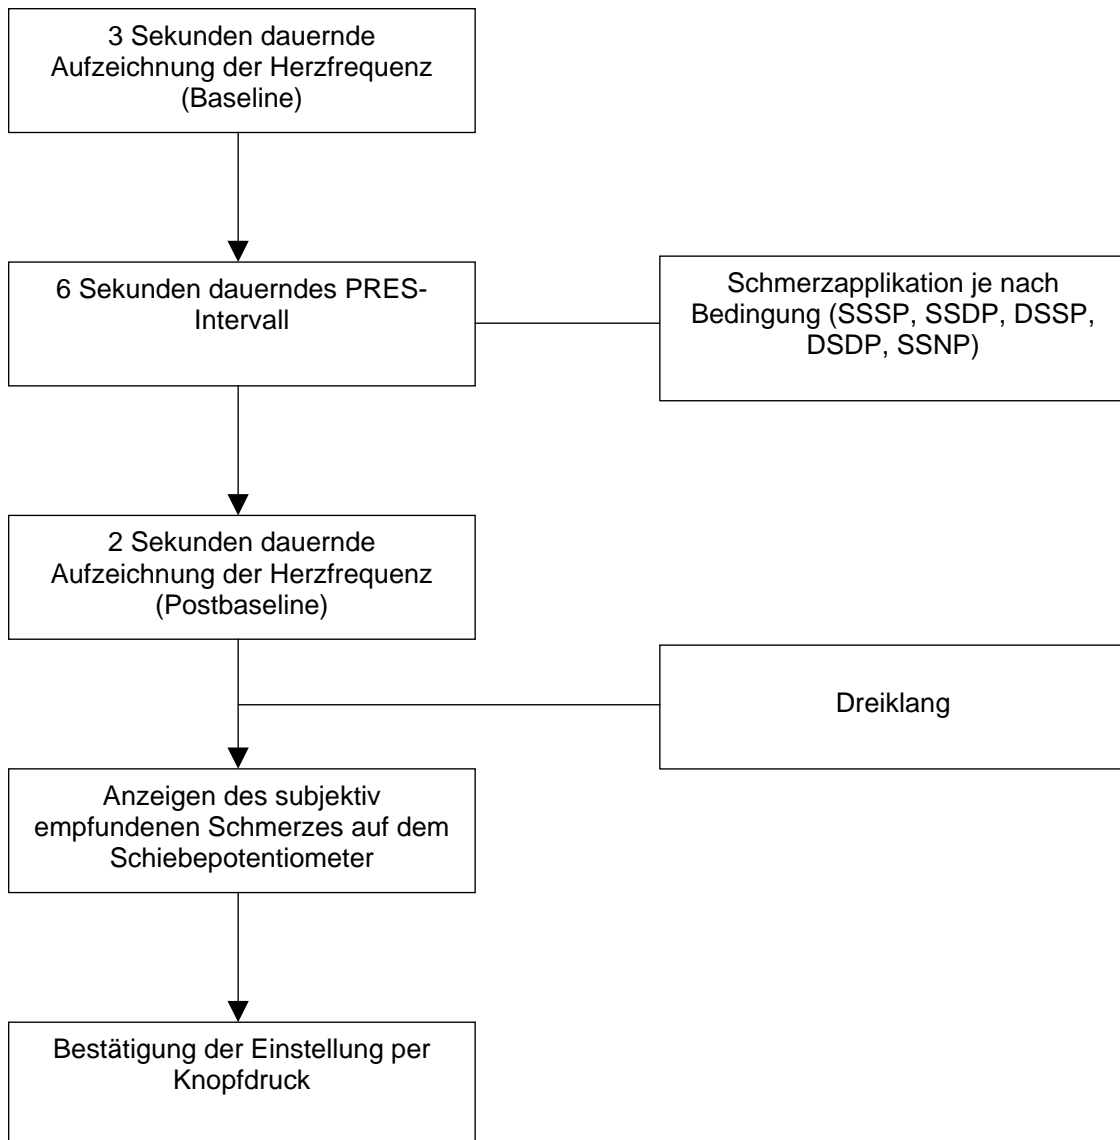 3 Sekunden dauernde
Aufzeichnung der Herzfrequenz
(Baseline)
6 Sekunden dauerndes PRES-
Intervall
Schmerzapplikation je nach
Bedingung (SSSP, SSDP, DSSP,
DSDP, SSNP)
2 Sekunden dauernde
Aufzeichnung der Herzfrequenz
(Postbaseline)
Dreiklang
Anzeigen des subjektiv
empfundenen Schmerzes auf dem
Schiebepotentiometer
Bestätigung der Einstellung per
Knopfdruck